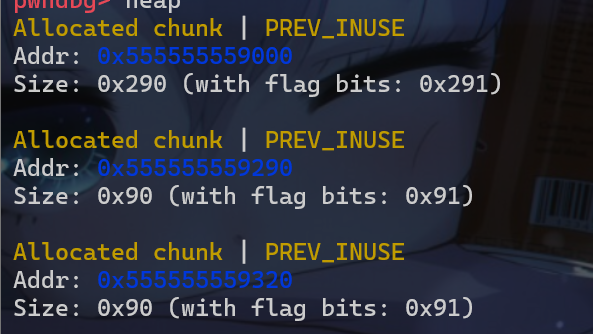 pwndbg> heap
Allocated chunk | PREV_INUSE
Addr: 0x555555559000
Size: 0x290 (with flag bits: 0x291)
Allocated chunk | PREV_INUSE
Addr: 0x555555559290
Size: 0x90 (with flag bits: 0x91)
Allocated chunk | PREV_INUSE
Addr: 0x555555559320
Size: 0x90 (with flag bits: 0x91)